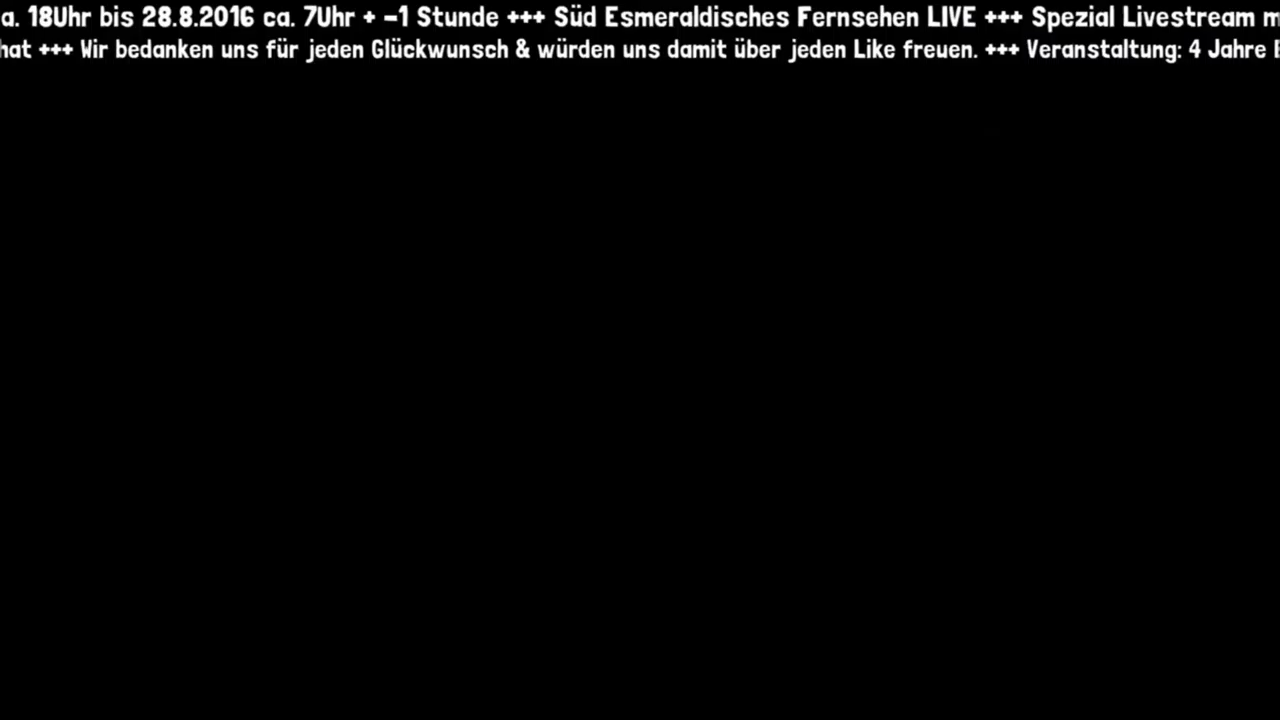 a. 18Uhr bis 28.8.2016 ca. 7Uhr + -1 Stunde +++ Süd Esmeraldisches Fernsehen LIVE +++ Spezial Livestream m
hat +++ Wir bedanken uns für jeden Glückwunsch & würden uns damit über jeden Like freuen. +++ Veranstaltung: 4 Jahre